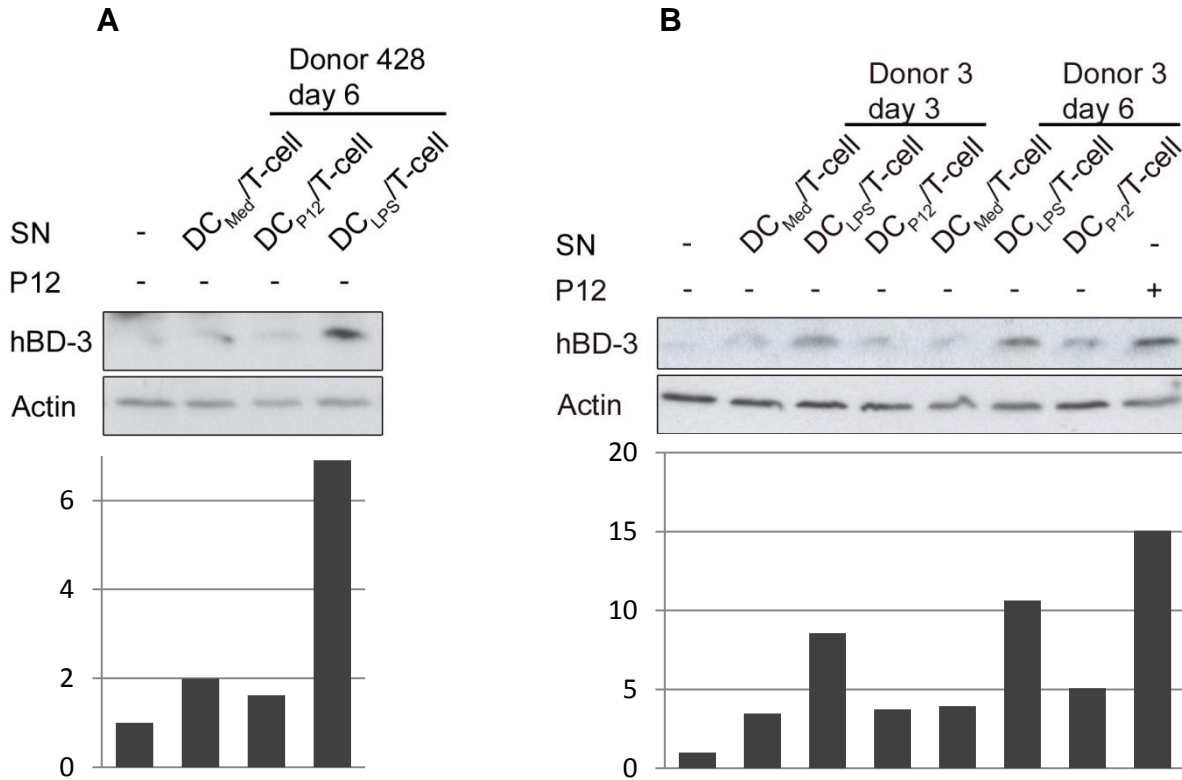 A
Donor 428
day 6
SN - DCMed/T-cell DCP12/T-cell DCLPS/T-cell
P12 - - - -
hBD-3
Actin
6
4
2
0
B
Donor 3
day 3
Donor 3
day 6
SN - DCMed/T-cell DCLPS/T-cell DCP12/T-cell DCMed/T-cell DCLPS/T-cell DCP12/T-cell -
P12 - - - - - - - +
hBD-3
Actin
20
15
10
5
0